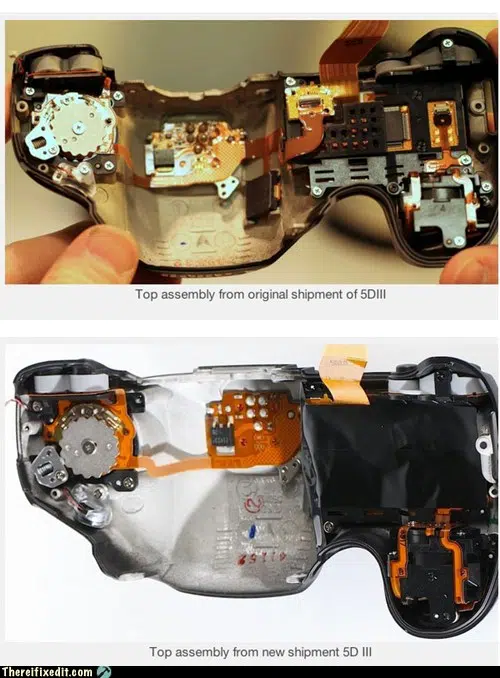 Top assembly from original shipment of 5DIII
Top assembly from new shipment 5D III
Thereifixedit.com